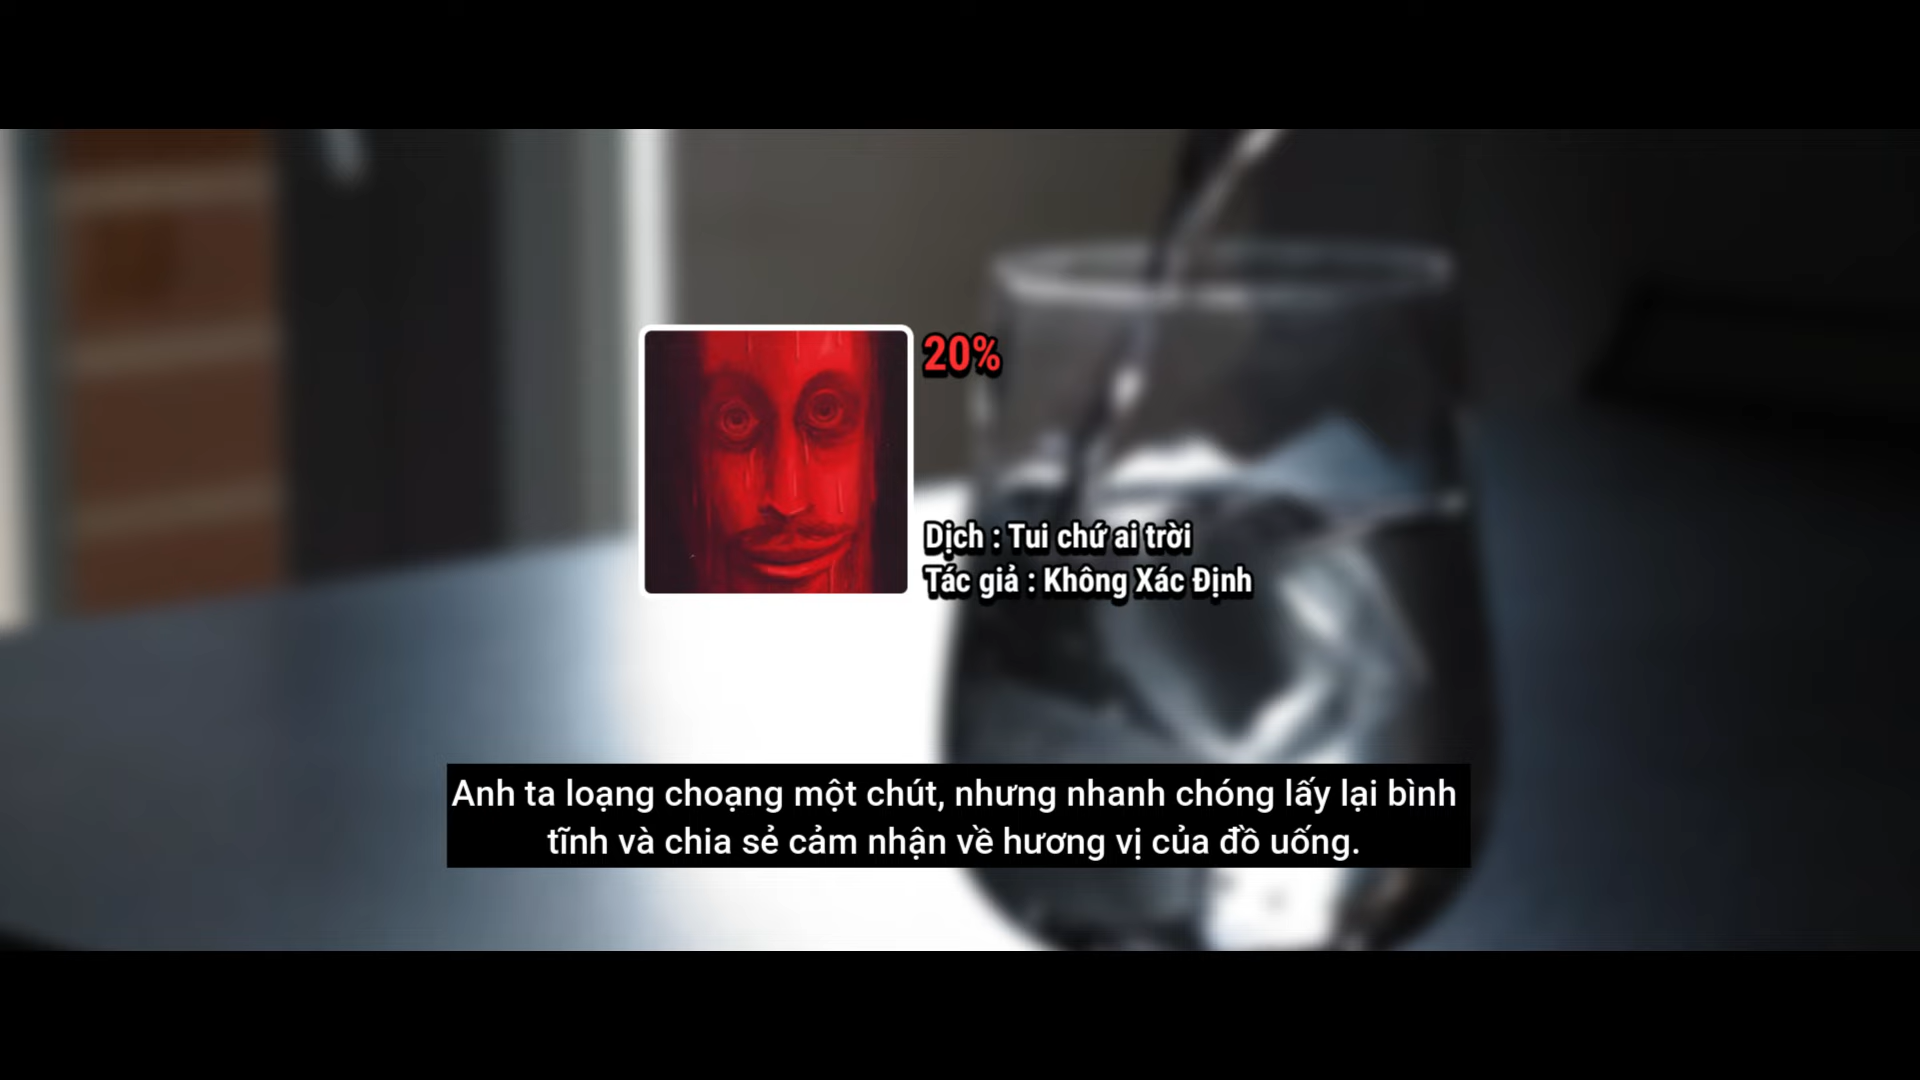 20%
Dịch : Tui chứ ai trời
Tác giả : Không Xác Định
Anh ta loạng choạng một chút, nhưng nhanh chóng lấy lại bình
tĩnh và chia sẻ cảm nhận về hương vị của đồ uống.